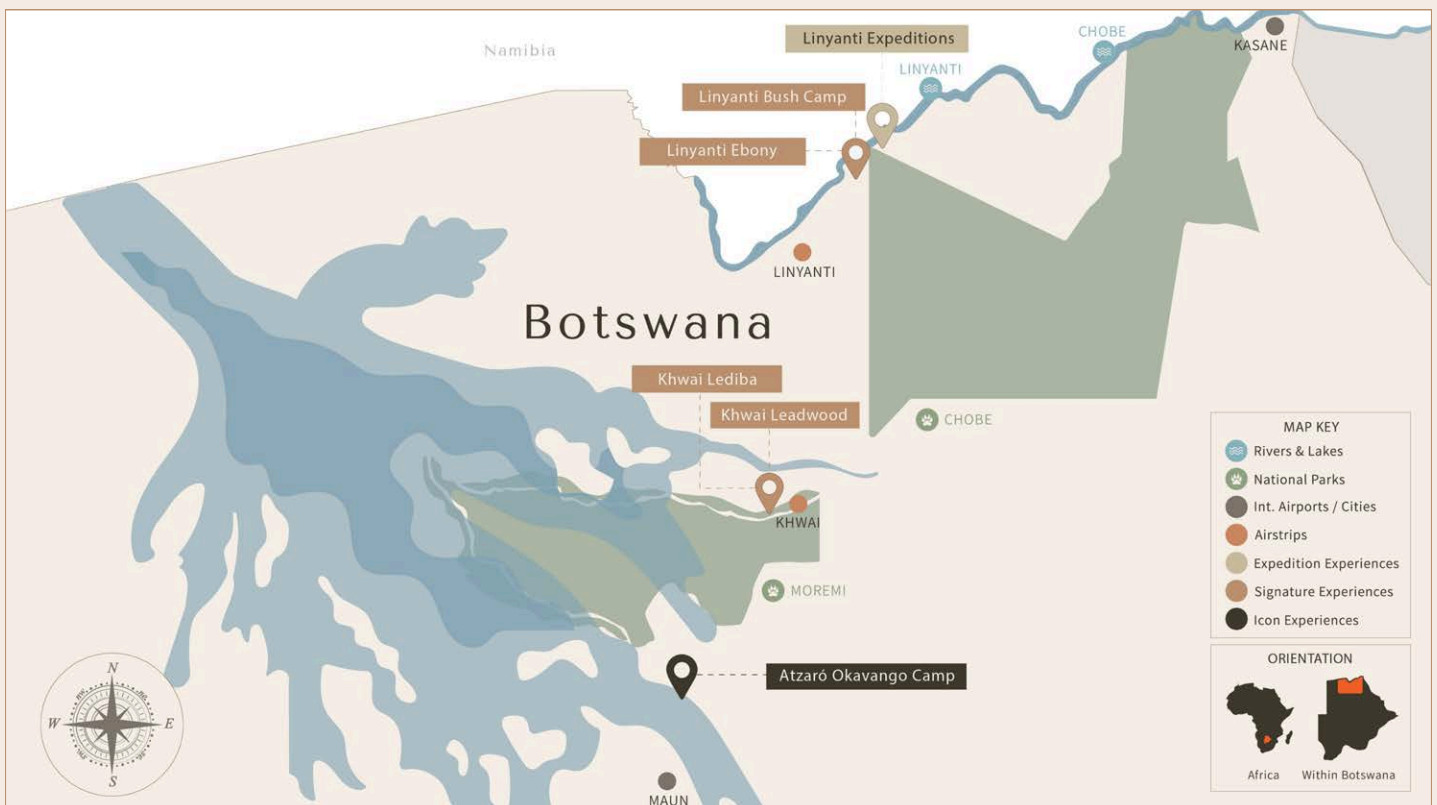 Namibia
Linyanti Expeditions
CHOBE
KASANE
LINYANTI
Linyanti Bush Camp
Linyanti Ebony
LINYANTI
Botswana
Khwai Lediba
Khwai Leadwood
CHOBE
KHWAI
MOREMI
Atzaró Okavango Camp
MAUN
N
W
E
S
MAP KEY
Rivers & Lakes
National Parks
Int. Airports / Cities
Airstrips
Expedition Experiences
Signature Experiences
Icon Experiences
ORIENTATION
Africa
Within Botswana